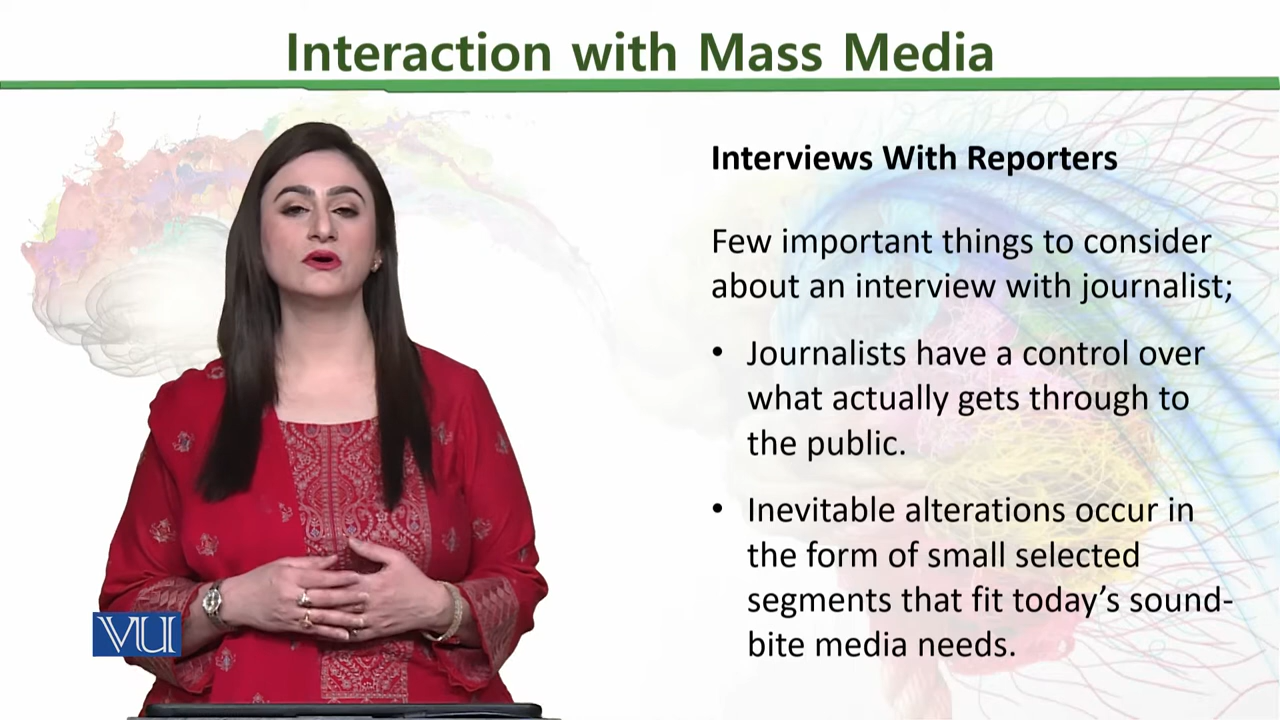 Interaction with Mass Media
Interviews With Reporters
Few important things to consider
about an interview with journalist;
• Journalists have a control over
what actually gets through to
the public.
• Inevitable alterations occur in
the form of small selected
segments that fit today's sound-
bite media needs.
VU